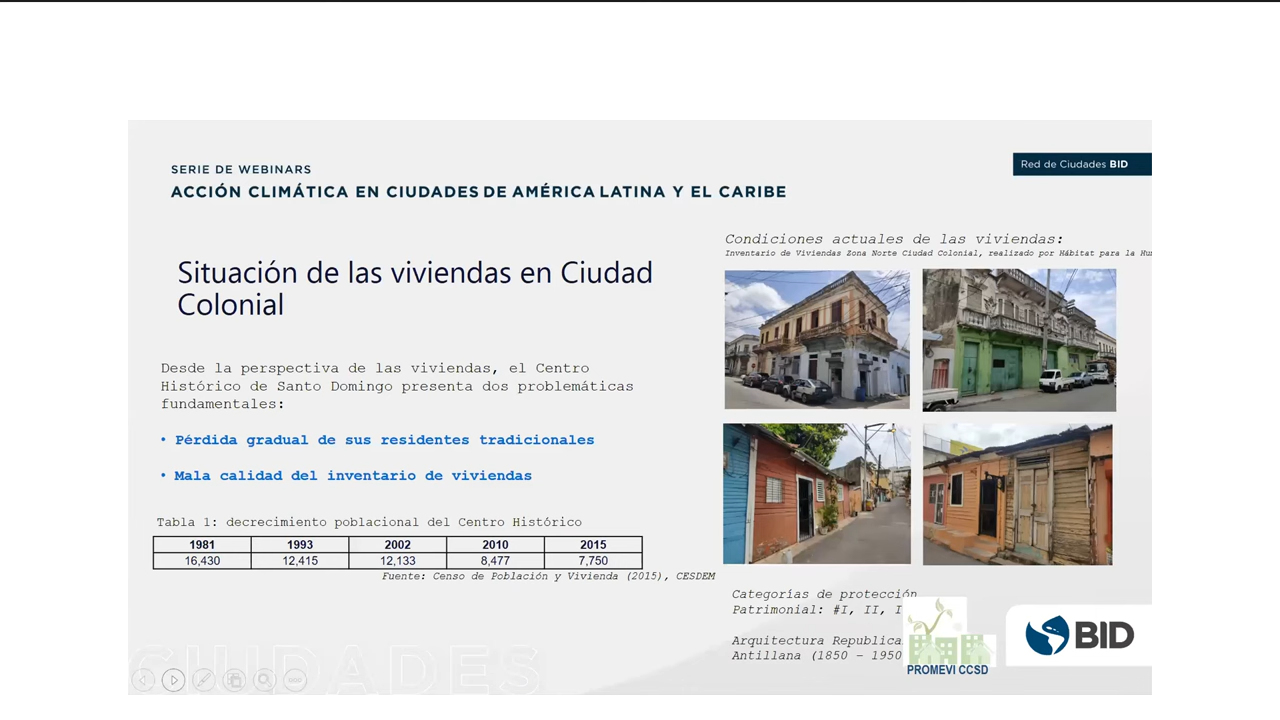 SERIE DE WEBINARS
ACCIÓN CLIMÁTICA EN CIUDADES DE AMÉRICA LATINA Y EL CARIBE
Red de Ciudades BID
Situación de las viviendas en Ciudad
Colonial
Desde la perspectiva de las viviendas, el Centro
Histórico de Santo Domingo presenta dos problemáticas
fundamentales:
• Pérdida gradual de sus residentes tradicionales
• Mala calidad del inventario de viviendas
Tabla 1: decrecimiento poblacional del Centro Histórico
1981 1993 2002 2010 2015
16,430 12,415 12,133 8,477 7,750
Fuente: Censo de Población y Vivienda (2015), CESDEM
Condiciones actuales de las viviendas:
Inventario de Viviendas Zona Norte Ciudad Colonial, realizado por Hábitat para la
Categorías de protección
Patrimonial: #I, II,
Arquitectura
Antillana (1850 – 1950
PROMEVI CCSD
BID
CIUDADES